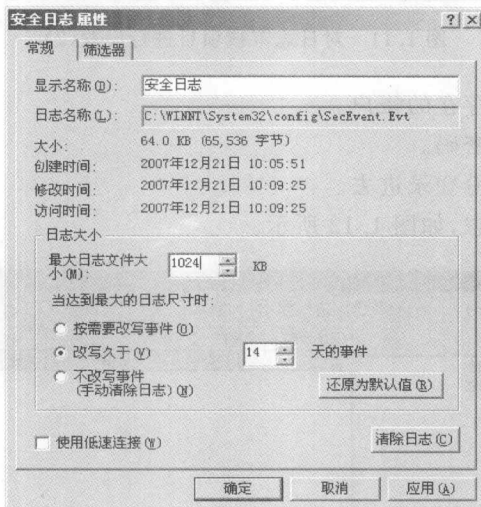 安全日志 属性
常规 筛选器
显示名称(D): 安全日志
日志名称(L): C:\WINNT\System32\config\SecEvent.Evt
大小: 64.0 KB (65,536 字节)
创建时间: 2007年12月21日 10:05:51
修改时间: 2007年12月21日 10:09:25
访问时间: 2007年12月21日 10:09:25
日志大小
最大日志文件大
小(M): 1024 KB
当达到最大的日志尺寸时:
按需要改写事件(O)
改写久于(V) 14 天的事件
不改写事件
(手动清除日志)(N)
还原为默认值(R)
使用低速连接(W)
清除日志(C)
确定 取消 应用(A)